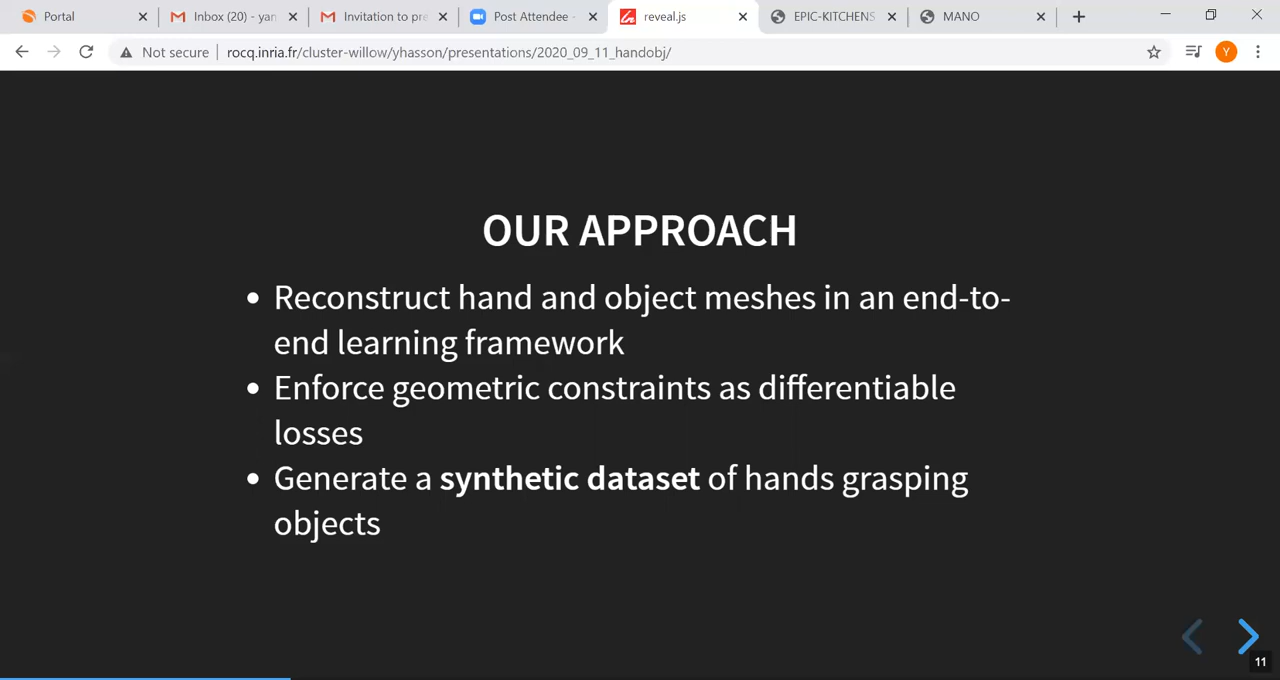 Portal
Inbox (20) - yan
Invitation to pre
Post Attendee -
reveal.js
EPIC-KITCHENS
MANO
Not secure
rocq.inria.fr/cluster-willow/yhasson/presentations/2020_09_11_handobj/
Y
OUR APPROACH
• Reconstruct hand and object meshes in an end-to-
end learning framework
• Enforce geometric constraints as differentiable
losses
• Generate a synthetic dataset of hands grasping
objects
11